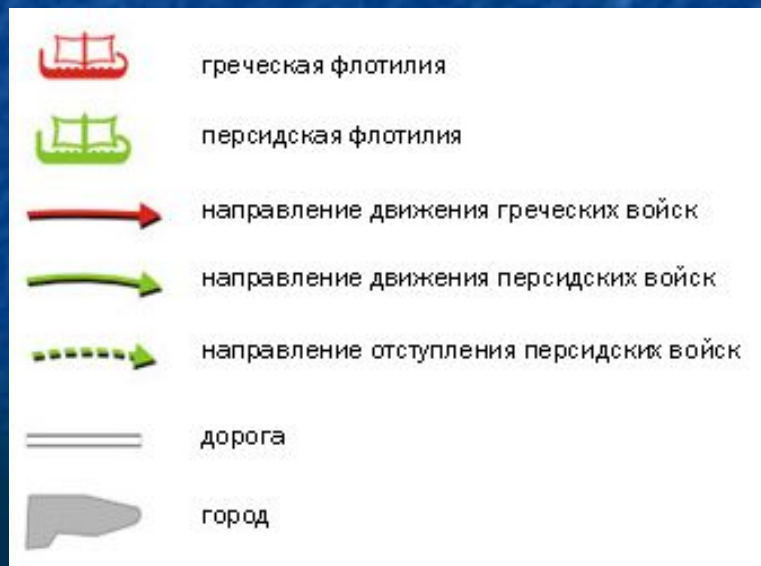 греческая флотилия
персидская флотилия
направление движения греческих войск
направление движения персидских войск
направление отступления персидских войск
дорога
город